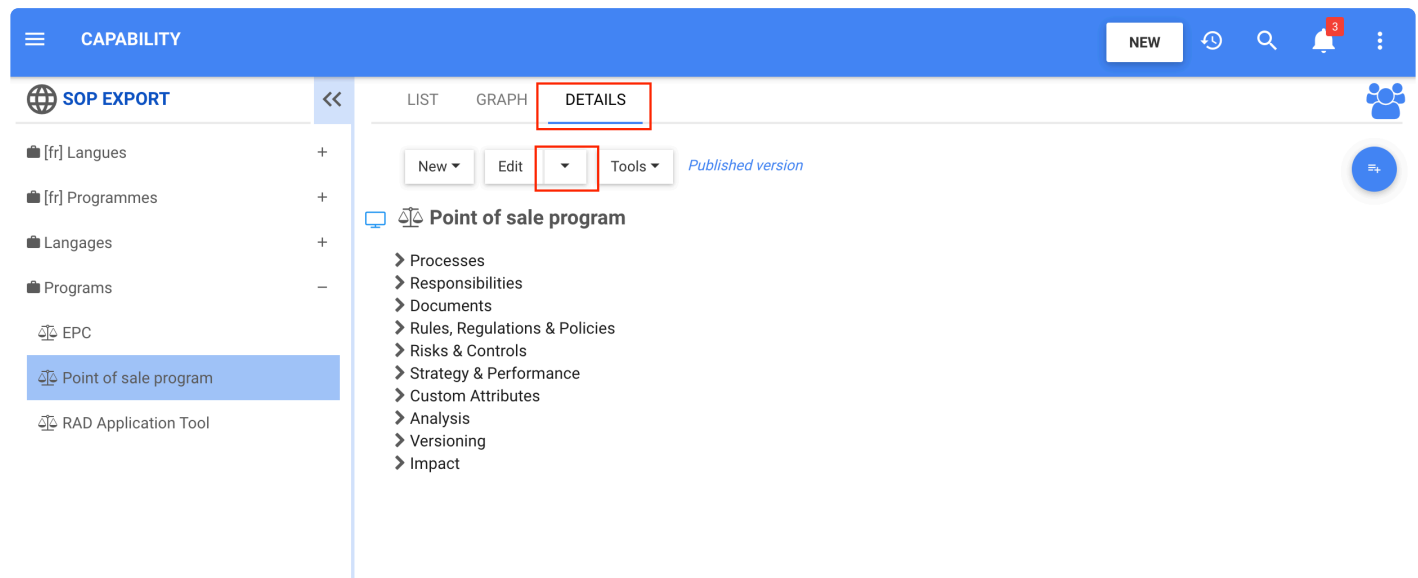 CAPABILITY
NEW
3
SOP EXPORT
LIST GRAPH DETAILS
[fr] Langues +
[fr] Programmes +
Langages +
Programs −
EPC
Point of sale program
RAD Application Tool
New Edit Tools Published version
Point of sale program
Processes
Responsibilities
Documents
Rules, Regulations & Policies
Risks & Controls
Strategy & Performance
Custom Attributes
Analysis
Versioning
Impact